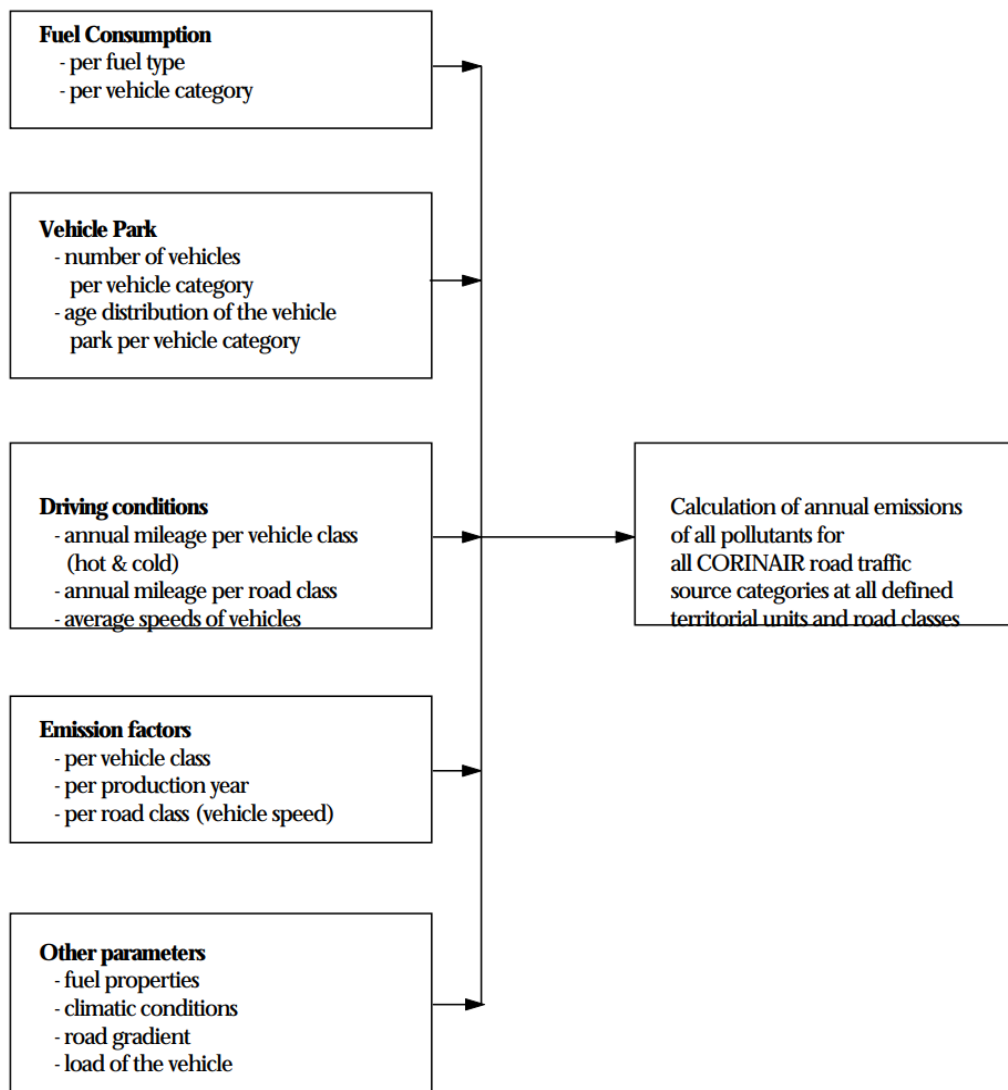 Fuel Consumption
- per fuel type
- per vehicle category
Vehicle Park
- number of vehicles
per vehicle category
- age distribution of the vehicle
park per vehicle category
Driving conditions
- annual mileage per vehicle class
(hot & cold)
- annual mileage per road class
- average speeds of vehicles
Calculation of annual emissions
of all pollutants for
all CORINAIR road traffic
source categories at all defined
territorial units and road classes
Emission factors
- per vehicle class
- per production year
- per road class (vehicle speed)
Other parameters
- fuel properties
- climatic conditions
- road gradient
- load of the vehicle